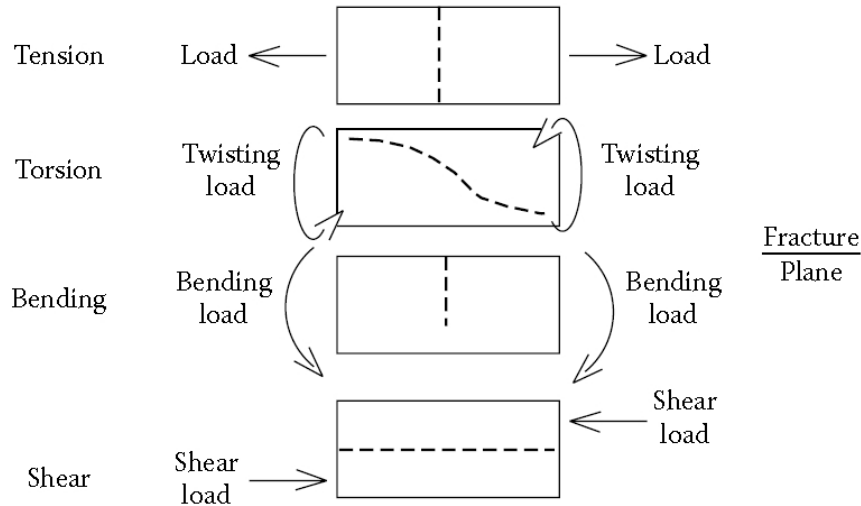 Tension
Load
Load
Torsion
Twisting
load
Twisting
load
Fracture
Plane
Bending
Bending
load
Bending
load
Shear
Shear
load
Shear
load